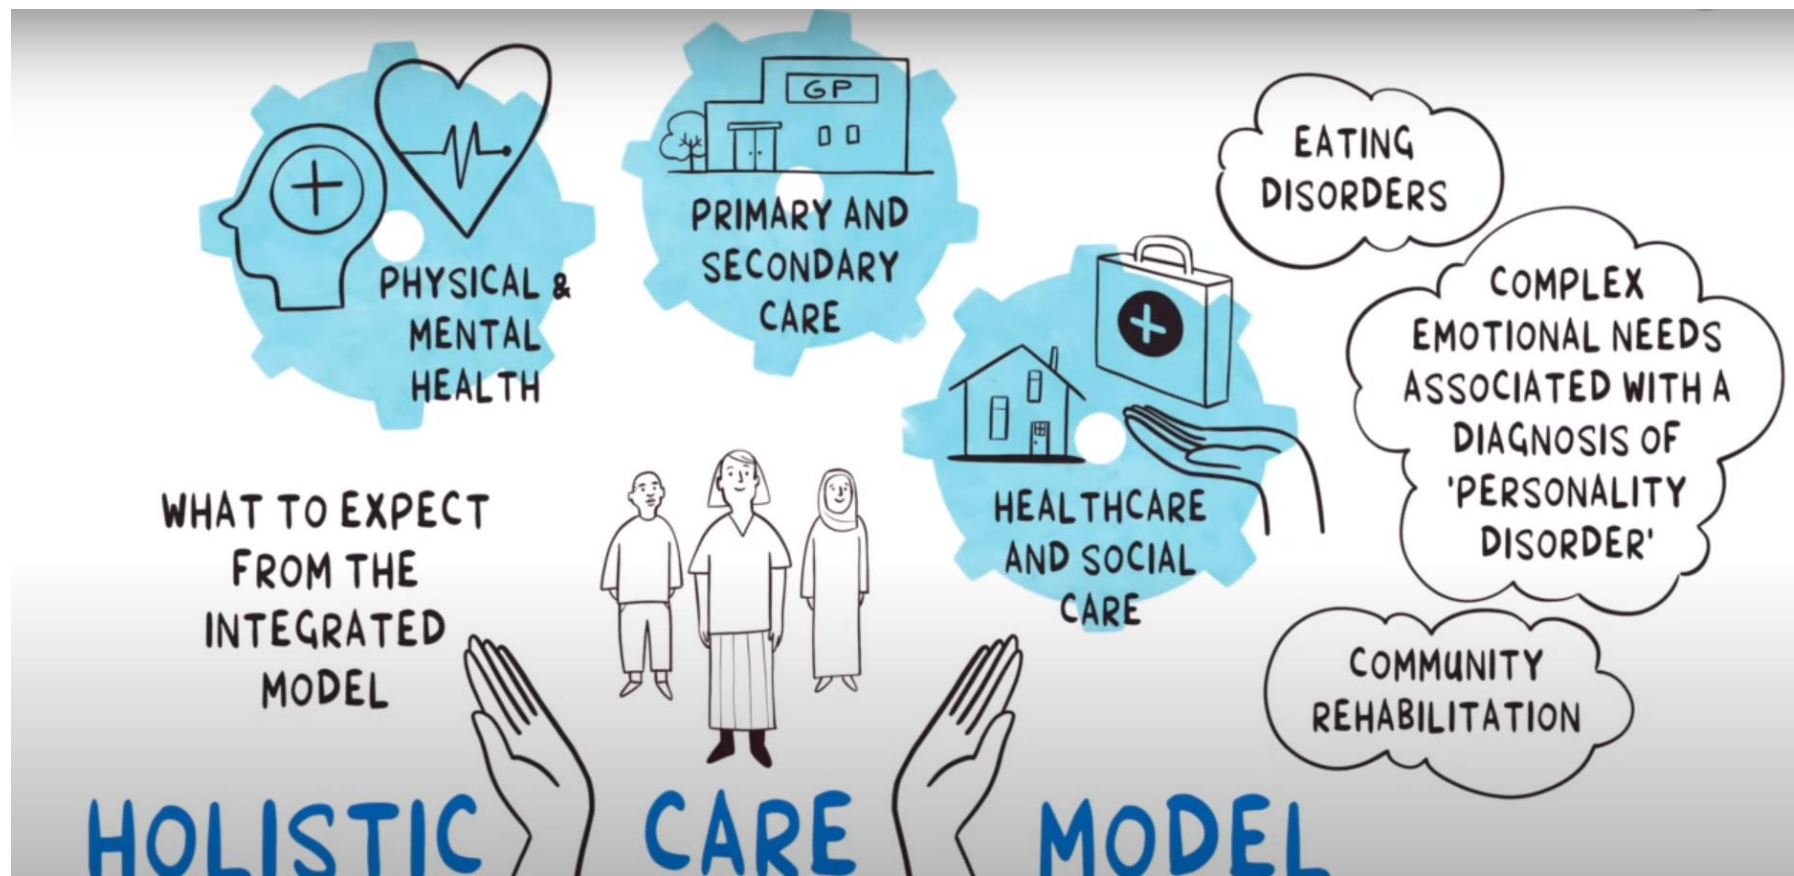 PHYSICAL &
MENTAL
HEALTH
GP
PRIMARY AND
SECONDARY
CARE
HEALTHCARE
AND SOCIAL
CARE
EATING
DISORDERS
COMPLEX
EMOTIONAL NEEDS
ASSOCIATED WITH A
DIAGNOSIS OF
'PERSONALITY
DISORDER'
COMMUNITY
REHABILITATION
WHAT TO EXPECT
FROM THE
INTEGRATED
MODEL
HOLISTIC CARE MODEL